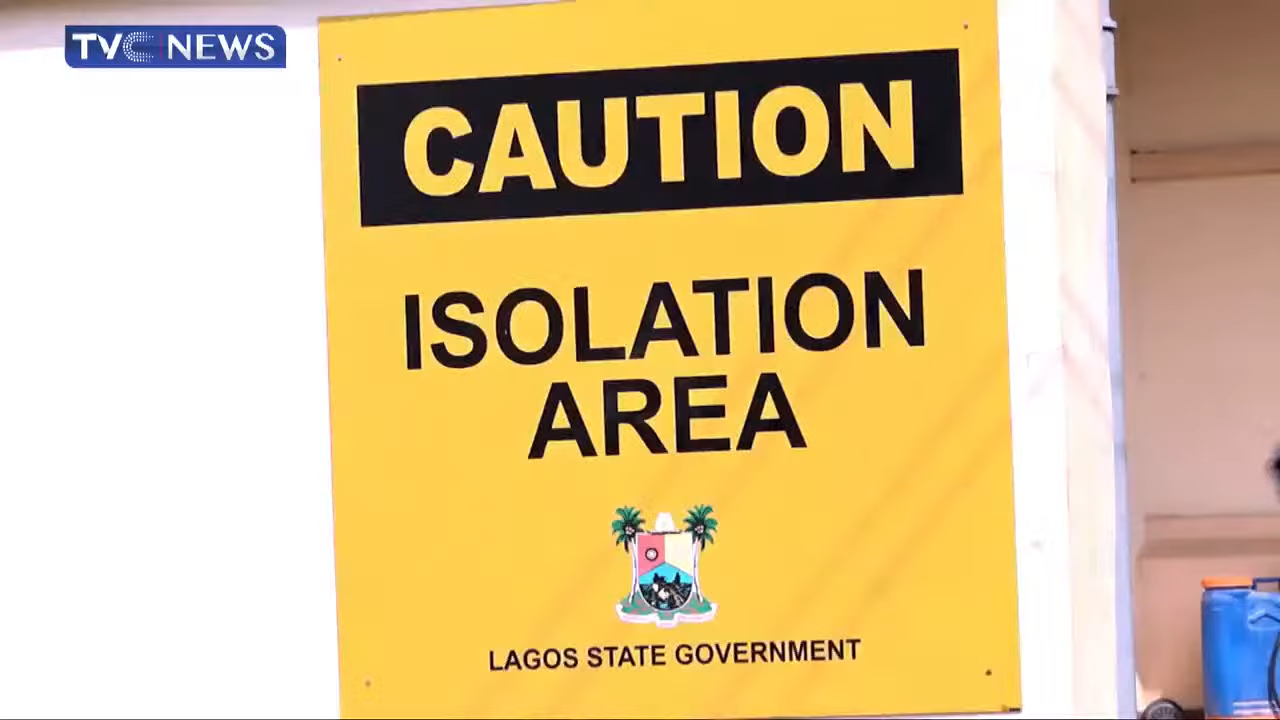 TVC NEWS
CAUTION
ISOLATION
AREA
LAGOS STATE GOVERNMENT